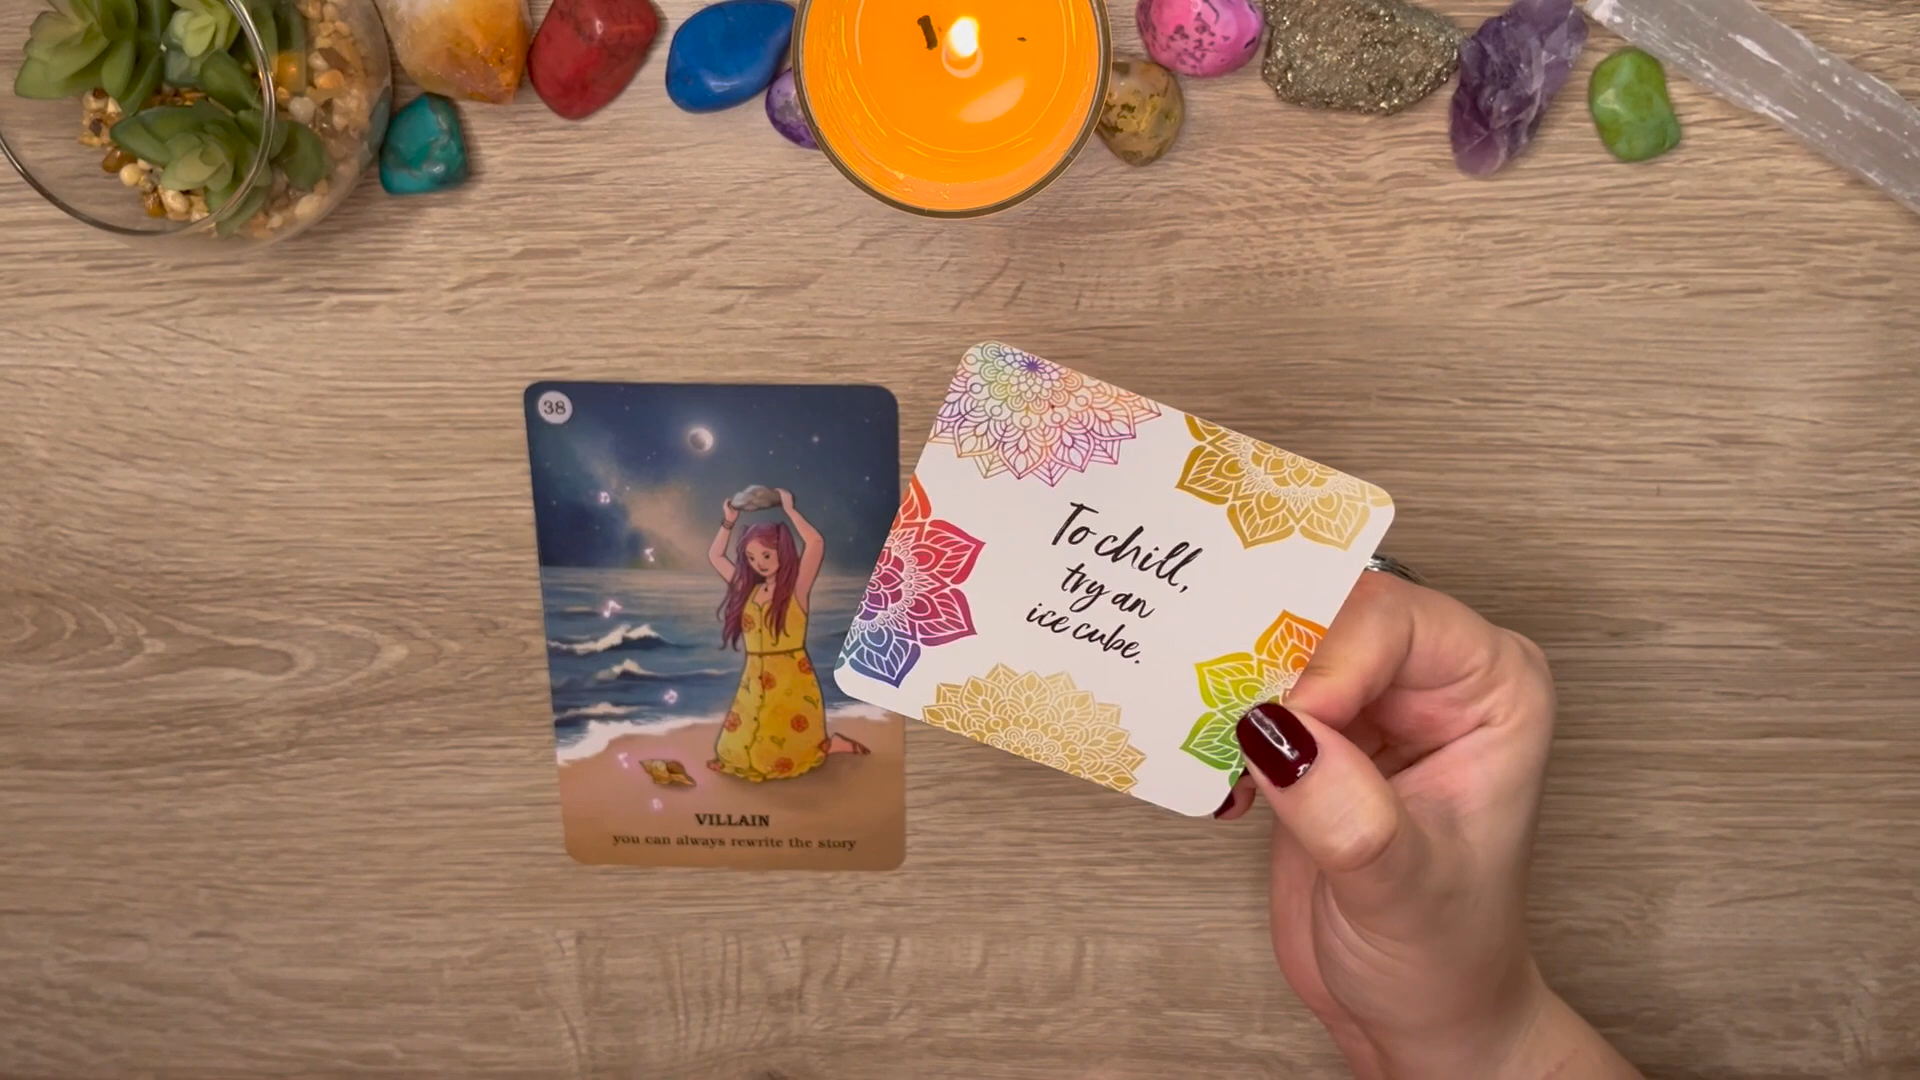 38
VILLAIN
you can always rewrite the story
To chill,
try an
ice cube.